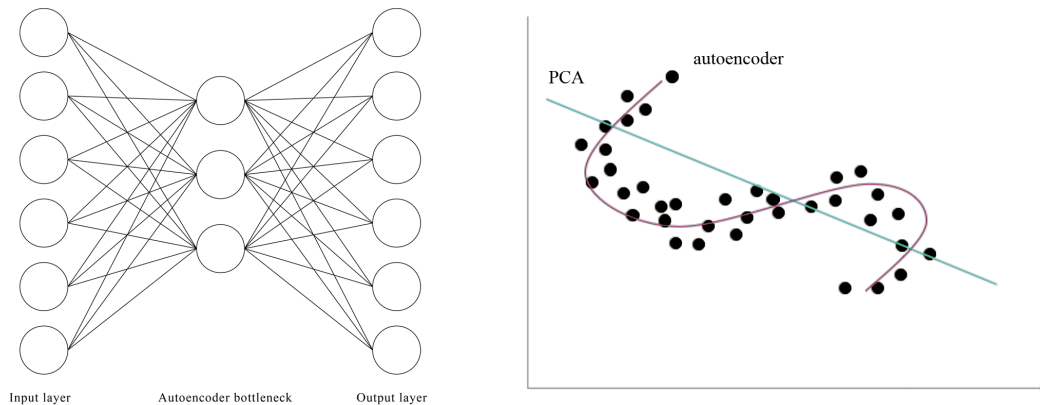 Input layer
Autoencoder bottleneck
Output layer
PCA
autoencoder